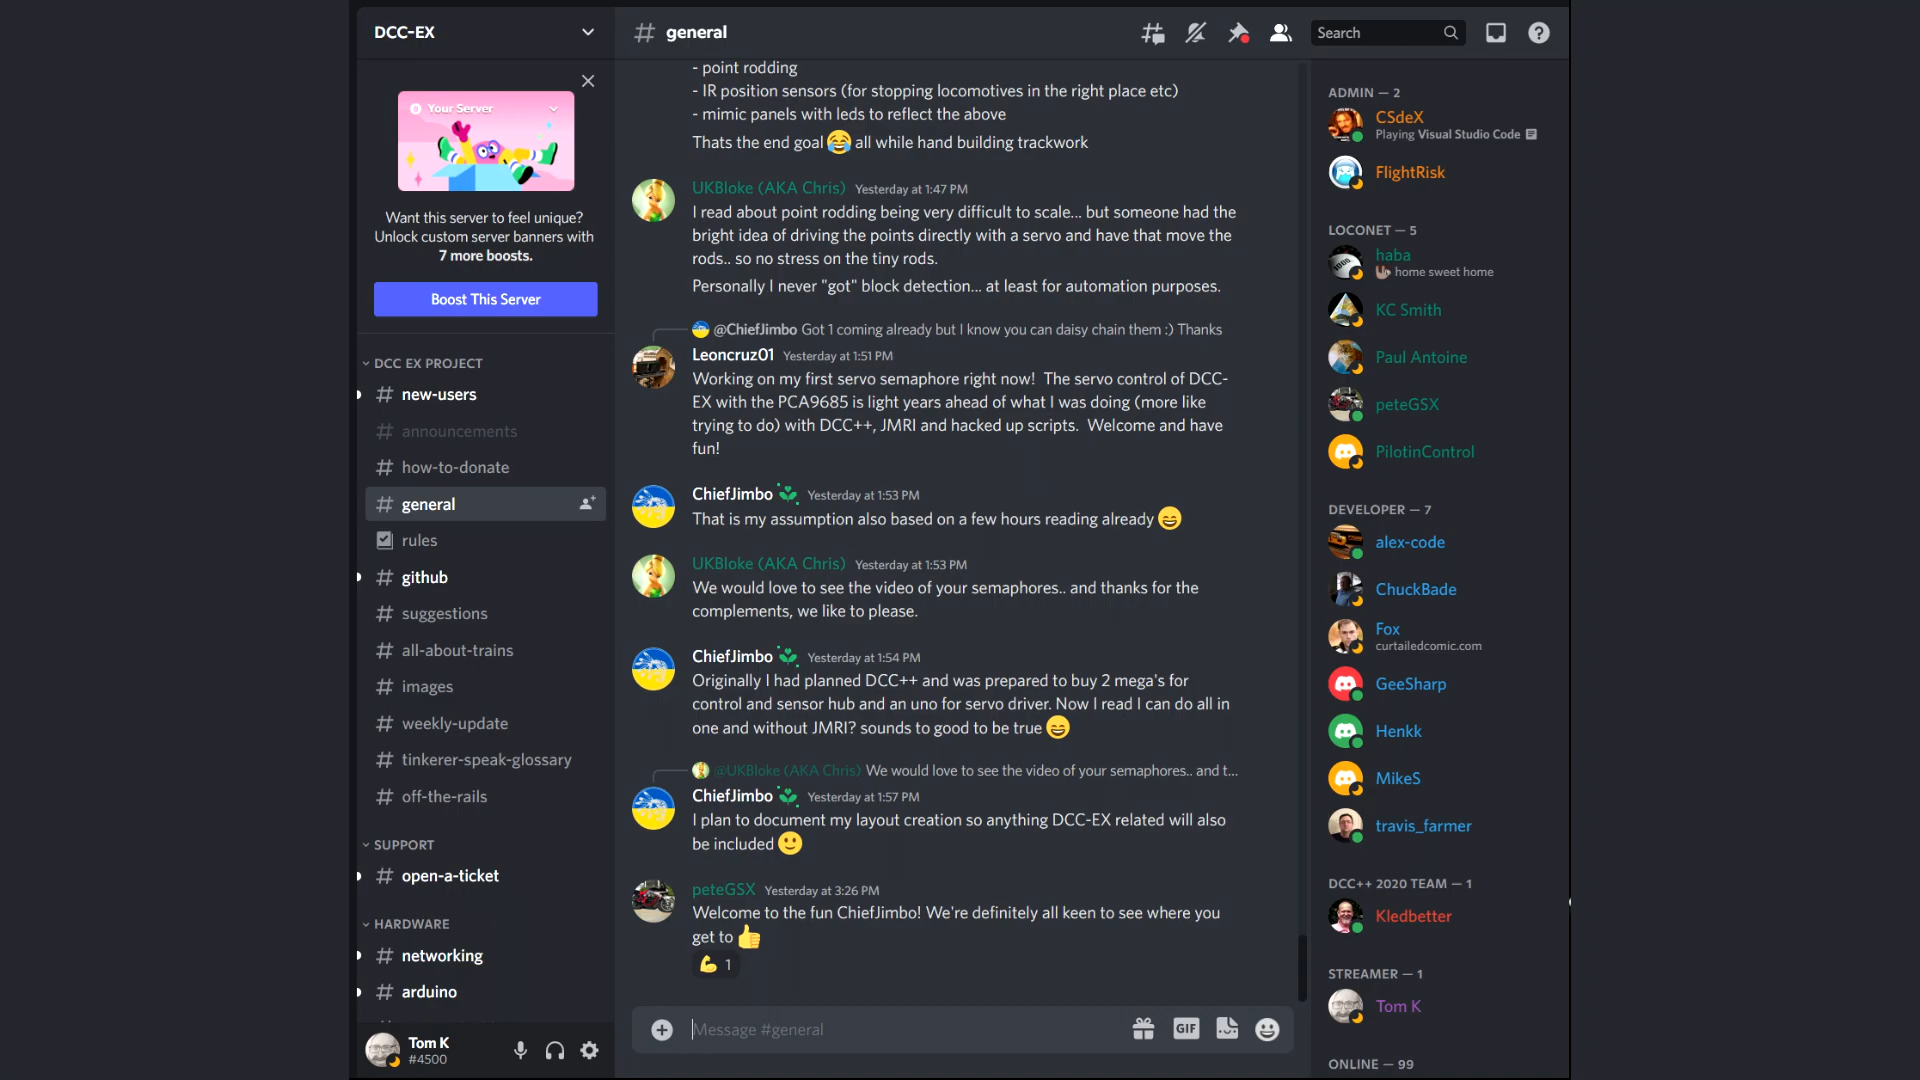 DCC-EX
Your Server
Want this server to feel unique?
Unlock custom server banners with
7 more boosts.
Boost This Server
DCC EX PROJECT
# new-users
# announcements
# how-to-donate
# general
rules
# github
# suggestions
# all-about-trains
# images
# weekly-update
# tinkerer-speak-glossary
# off-the-rails
SUPPORT
# open-a-ticket
HARDWARE
# networking
# arduino
Tom K
#4500
# general
Search
- point rodding
- IR position sensors (for stopping locomotives in the right place etc)
- mimic panels with leds to reflect the above
Thats the end goal 😂 all while hand building trackwork
UKBloke (AKA Chris) Yesterday at 1:47 PM
I read about point rodding being very difficult to scale... but someone had the
bright idea of driving the points directly with a servo and have that move the
rods.. so no stress on the tiny rods.
Personally I never "got" block detection... at least for automation purposes.
@ChiefJimbo Got 1 coming already but I know you can daisy chain them :) Thanks
Leoncruz01 Yesterday at 1:51 PM
Working on my first servo semaphore right now! The servo control of DCC-
EX with the PCA9685 is light years ahead of what I was doing (more like
trying to do) with DCC++, JMRI and hacked up scripts. Welcome and have
fun!
ChiefJimbo Yesterday at 1:53 PM
That is my assumption also based on a few hours reading already 😄
UKBloke (AKA Chris) Yesterday at 1:53 PM
We would love to see the video of your semaphores.. and thanks for the
complements, we like to please.
ChiefJimbo Yesterday at 1:54 PM
Originally I had planned DCC++ and was prepared to buy 2 mega's for
control and sensor hub and an uno for servo driver. Now I read I can do all in
one and without JMRI? sounds to good to be true 😄
@UKBloke (AKA Chris) We would love to see the video of your semaphores.. and t...
ChiefJimbo Yesterday at 1:57 PM
I plan to document my layout creation so anything DCC-EX related will also
be included 🙂
peteGSX Yesterday at 3:26 PM
Welcome to the fun ChiefJimbo! We're definitely all keen to see where you
get to 👍
💪 1
Message #general
GIF
ADMIN — 2
CSdeX
Playing Visual Studio Code
FlightRisk
LOCONET — 5
haba
home sweet home
KC Smith
Paul Antoine
peteGSX
PilotinControl
DEVELOPER — 7
alex-code
ChuckBade
Fox
curtailedcomic.com
GeeSharp
Henkk
MikeS
travis_farmer
DCC++ 2020 TEAM — 1
Kledbetter
STREAMER — 1
Tom K
ONLINE — 99